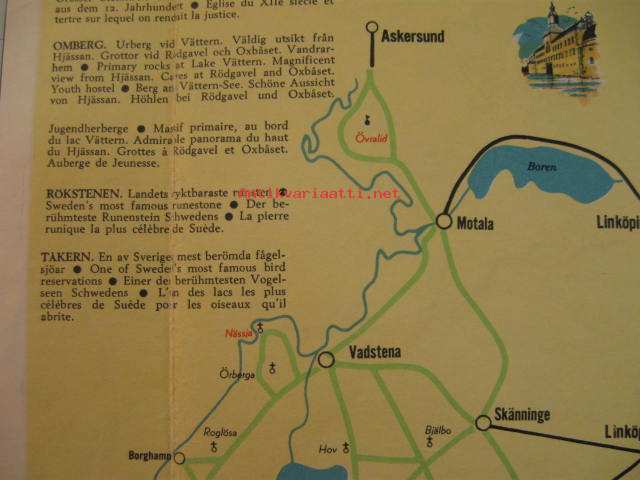 aus dem 12. Jahrhundert ● Église du XIIe siècle et
tertre sur lequel on rendait la justice.
OMBERG. Urberg vid Vättern. Väldig utsikt från
Hjässan. Grottor vid Rödgavel och Oxbåset. Vandrar-
hem ● Primary rocks at Lake Vättern. Magnificent
view from Hjässan. Caves at Rödgavel and Oxbåset.
Youth hostel ● Berg am Vättern-See. Schöne Aussicht
von Hjässan. Höhlen bei Rödgavel und Oxbåset.
Jugendherberge ● Massif primaire, au bord
du lac Vättern. Admirable panorama du haut
du Hjässan. Grottes à Rödgavel et Oxbåset.
Auberge de Jeunesse.
RÖKSTENEN. Landets ryktbaraste runsten ●
Sweden's most famous runestone ● Der be-
rühmteste Runenstein Schwedens ● La pierre
runique la plus célèbre de Suède.
TÅKERN. En av Sveriges mest berömda fågel-
sjöar ● One of Sweden's most famous bird
reservations ● Einer der berühmtesten Vogel-
seen Schwedens ● L'un des lacs les plus
célèbres de Suède pour les oiseaux qu'il
abrite.
antikvariaatti.net
Askersund
Övralid
Boren
Motala
Linköpi
Nässja
Vadstena
Örberga
Skänninge
Roglösa
Hov
Bjälbo
Linköpi
Borghamn